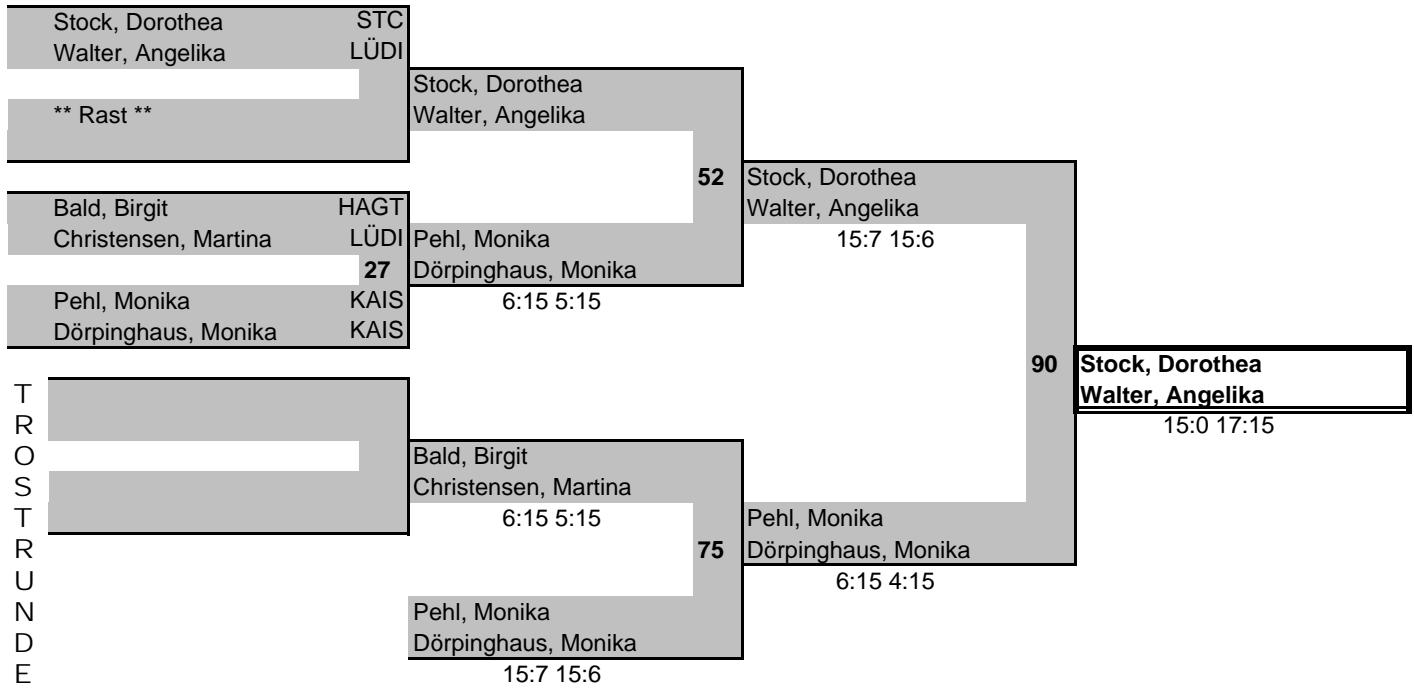 Stock, Dorothea STC
Walter, Angelika LÜDI
** Rast **
Bald, Birgit HAGT
Christensen, Martina LÜDI
27
Pehl, Monika KAIS
Dörpinghaus, Monika KAIS
TROSTRUNDE
Stock, Dorothea
Walter, Angelika
52
Pehl, Monika
Dörpinghaus, Monika
6:15 5:15
Bald, Birgit
Christensen, Martina
6:15 5:15
75
Pehl, Monika
Dörpinghaus, Monika
15:7 15:6
Stock, Dorothea
Walter, Angelika
15:7 15:6
90
Pehl, Monika
Dörpinghaus, Monika
6:15 4:15
Stock, Dorothea
Walter, Angelika
15:0 17:15